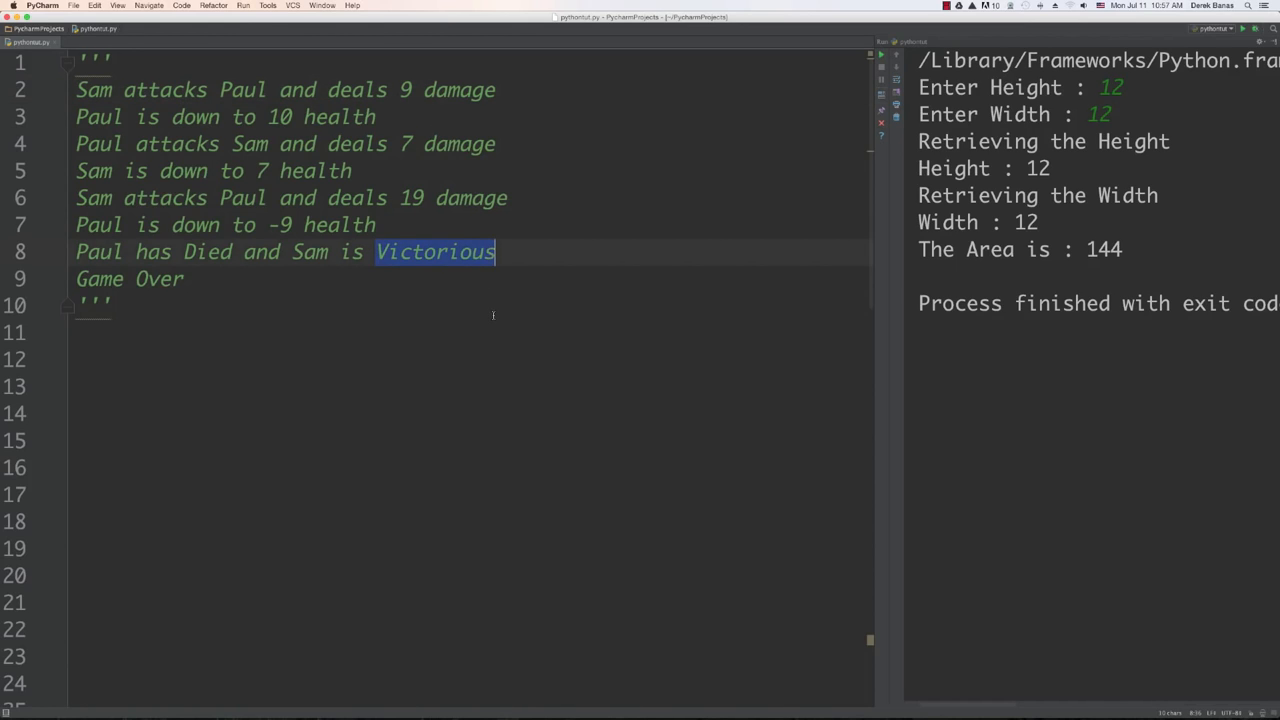 PyCharm File Edit View Navigate Code Refactor Run Tools VCS Window Help
10 Mon Jul 11 10:57 AM Derek Banas
pythontut.py - PycharmProjects - [~/PycharmProjects]
PycharmProjects pythontut.py
pythontut
pythontut.py
Run pythontut
1 '''
2 Sam attacks Paul and deals 9 damage
3 Paul is down to 10 health
4 Paul attacks Sam and deals 7 damage
5 Sam is down to 7 health
6 Sam attacks Paul and deals 19 damage
7 Paul is down to -9 health
8 Paul has Died and Sam is Victorious
9 Game Over
10 '''
11
12
13
14
15
16
17
18
19
20
21
22
23
24
/Library/Frameworks/Python.fra
Enter Height : 12
Enter Width : 12
Retrieving the Height
Height : 12
Retrieving the Width
Width : 12
The Area is : 144
Process finished with exit cod
10 chars 8:36 LF÷ UTF-8÷